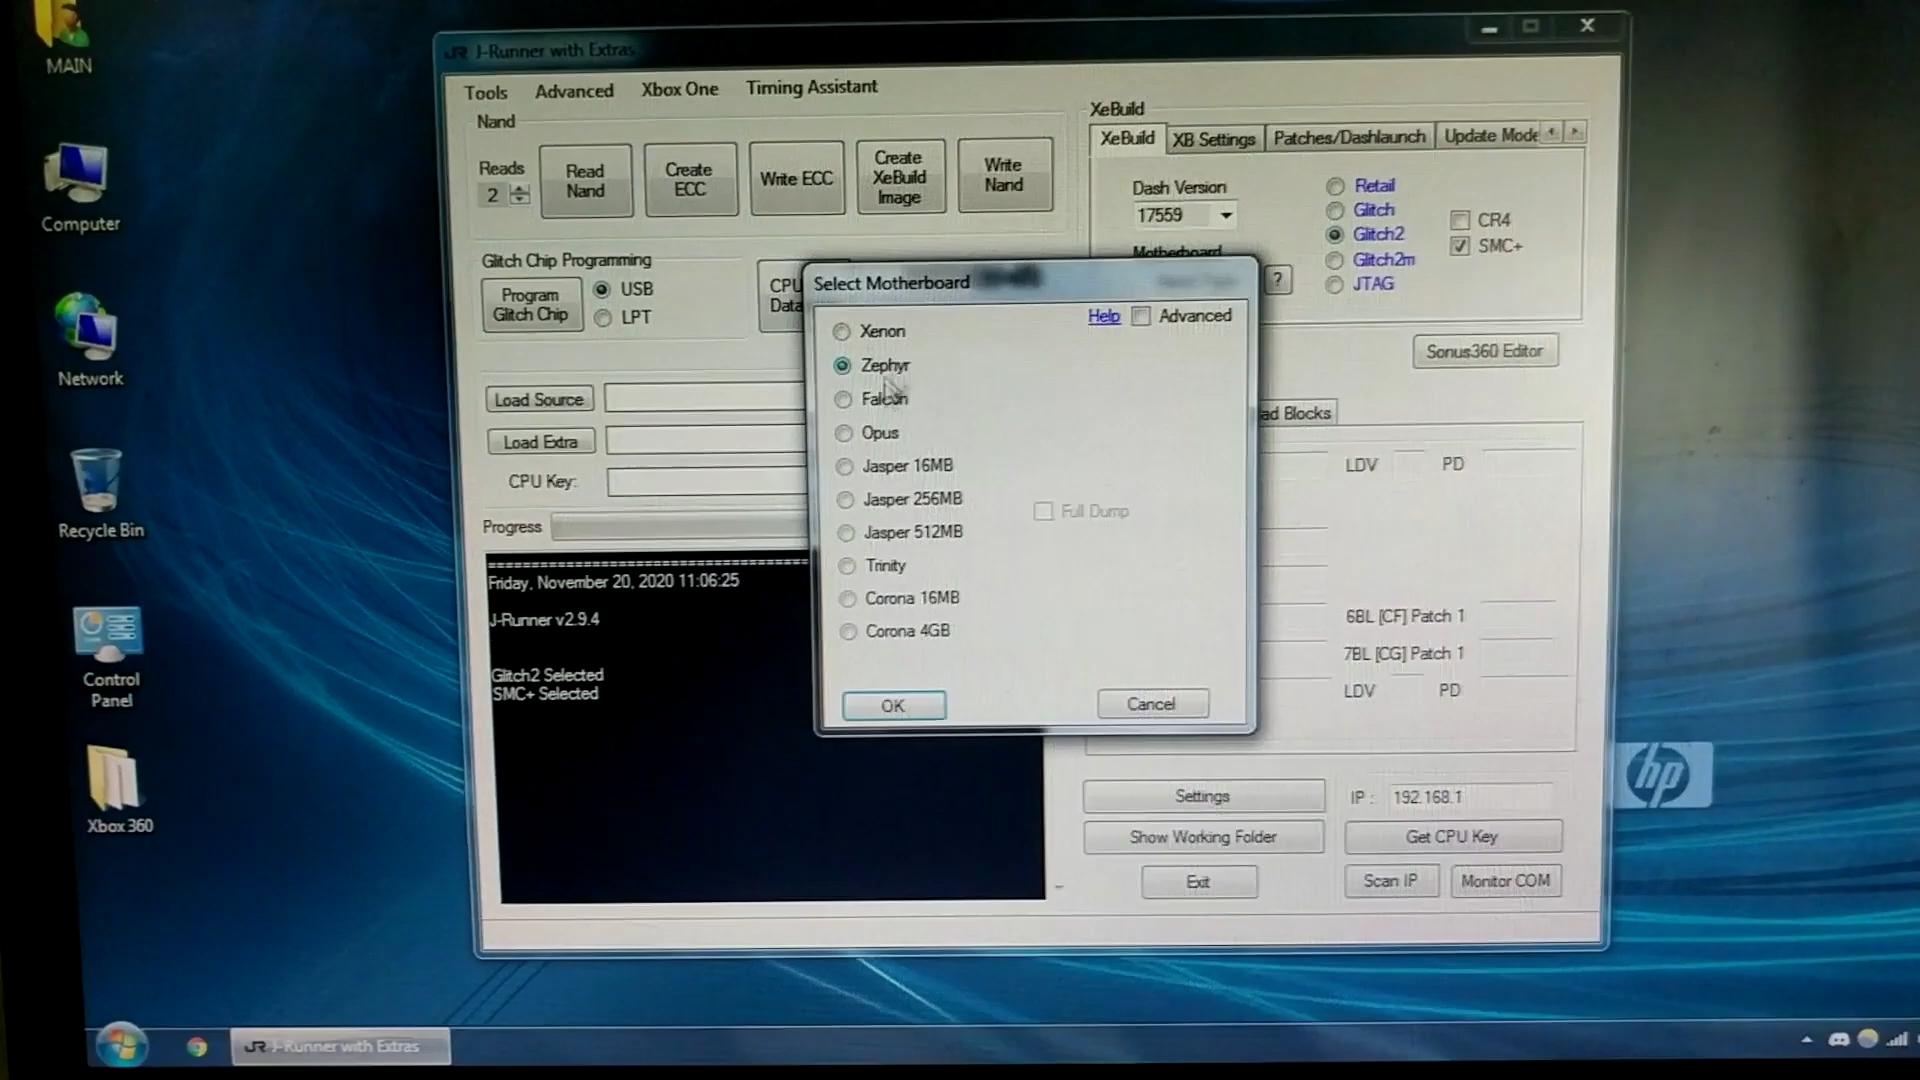 MAIN
Computer
Network
Recycle Bin
Control
Panel
Xbox 360
J-Runner with Extras
Tools Advanced Xbox One Timing Assistant
Nand
Reads
2
Read
Nand
Create
ECC
Write ECC
Create
XeBuild
Image
Write
Nand
Glitch Chip Programming
Program
Glitch Chip
USB
LPT
CPU
Data
Load Source
Load Extra
CPU Key:
Progress
Friday, November 20, 2020 11:06:25
J-Runner v2.9.4
Glitch2 Selected
SMC+ Selected
XeBuild
XeBuild XB Settings Patches/Dashlaunch Update Mode
Dash Version
17559
Motherboard
Retail
Glitch
Glitch2
Glitch2m
JTAG
CR4
SMC+
?
Sonus360 Editor
Select Motherboard
Help Advanced
Xenon
Zephyr
Falcon
Opus
Jasper 16MB
Jasper 256MB
Jasper 512MB
Trinity
Corona 16MB
Corona 4GB
Full Dump
OK Cancel
ad Blocks
LDV PD
6BL [CF] Patch 1
7BL [CG] Patch 1
LDV PD
Settings
IP : 192.168.1
Show Working Folder
Get CPU Key
Exit
Scan IP
Monitor COM
hp
JR J-Runner with Extras